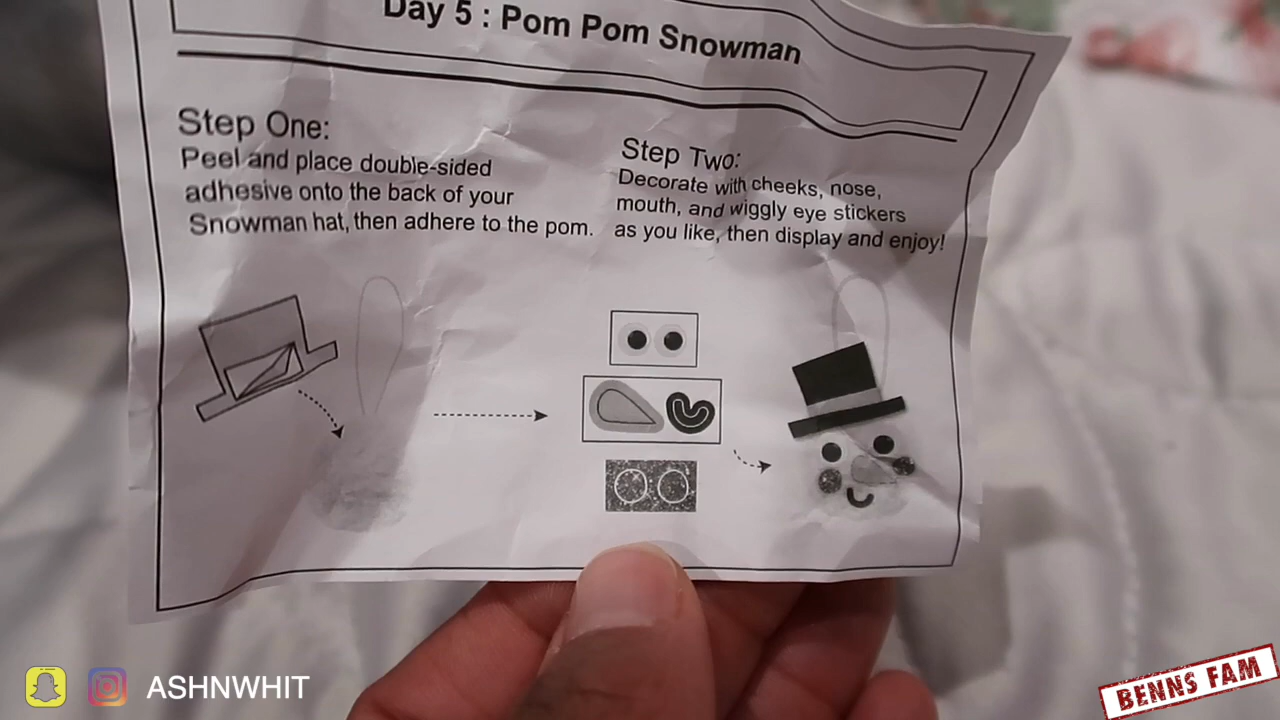 Day 5 : Pom Pom Snowman
Step One:
Peel and place double-sided
adhesive onto the back of your
Snowman hat, then adhere to the pom.
Step Two:
Decorate with cheeks, nose,
mouth, and wiggly eye stickers
as you like, then display and enjoy!
ASHNWHIT
BENNS FAM